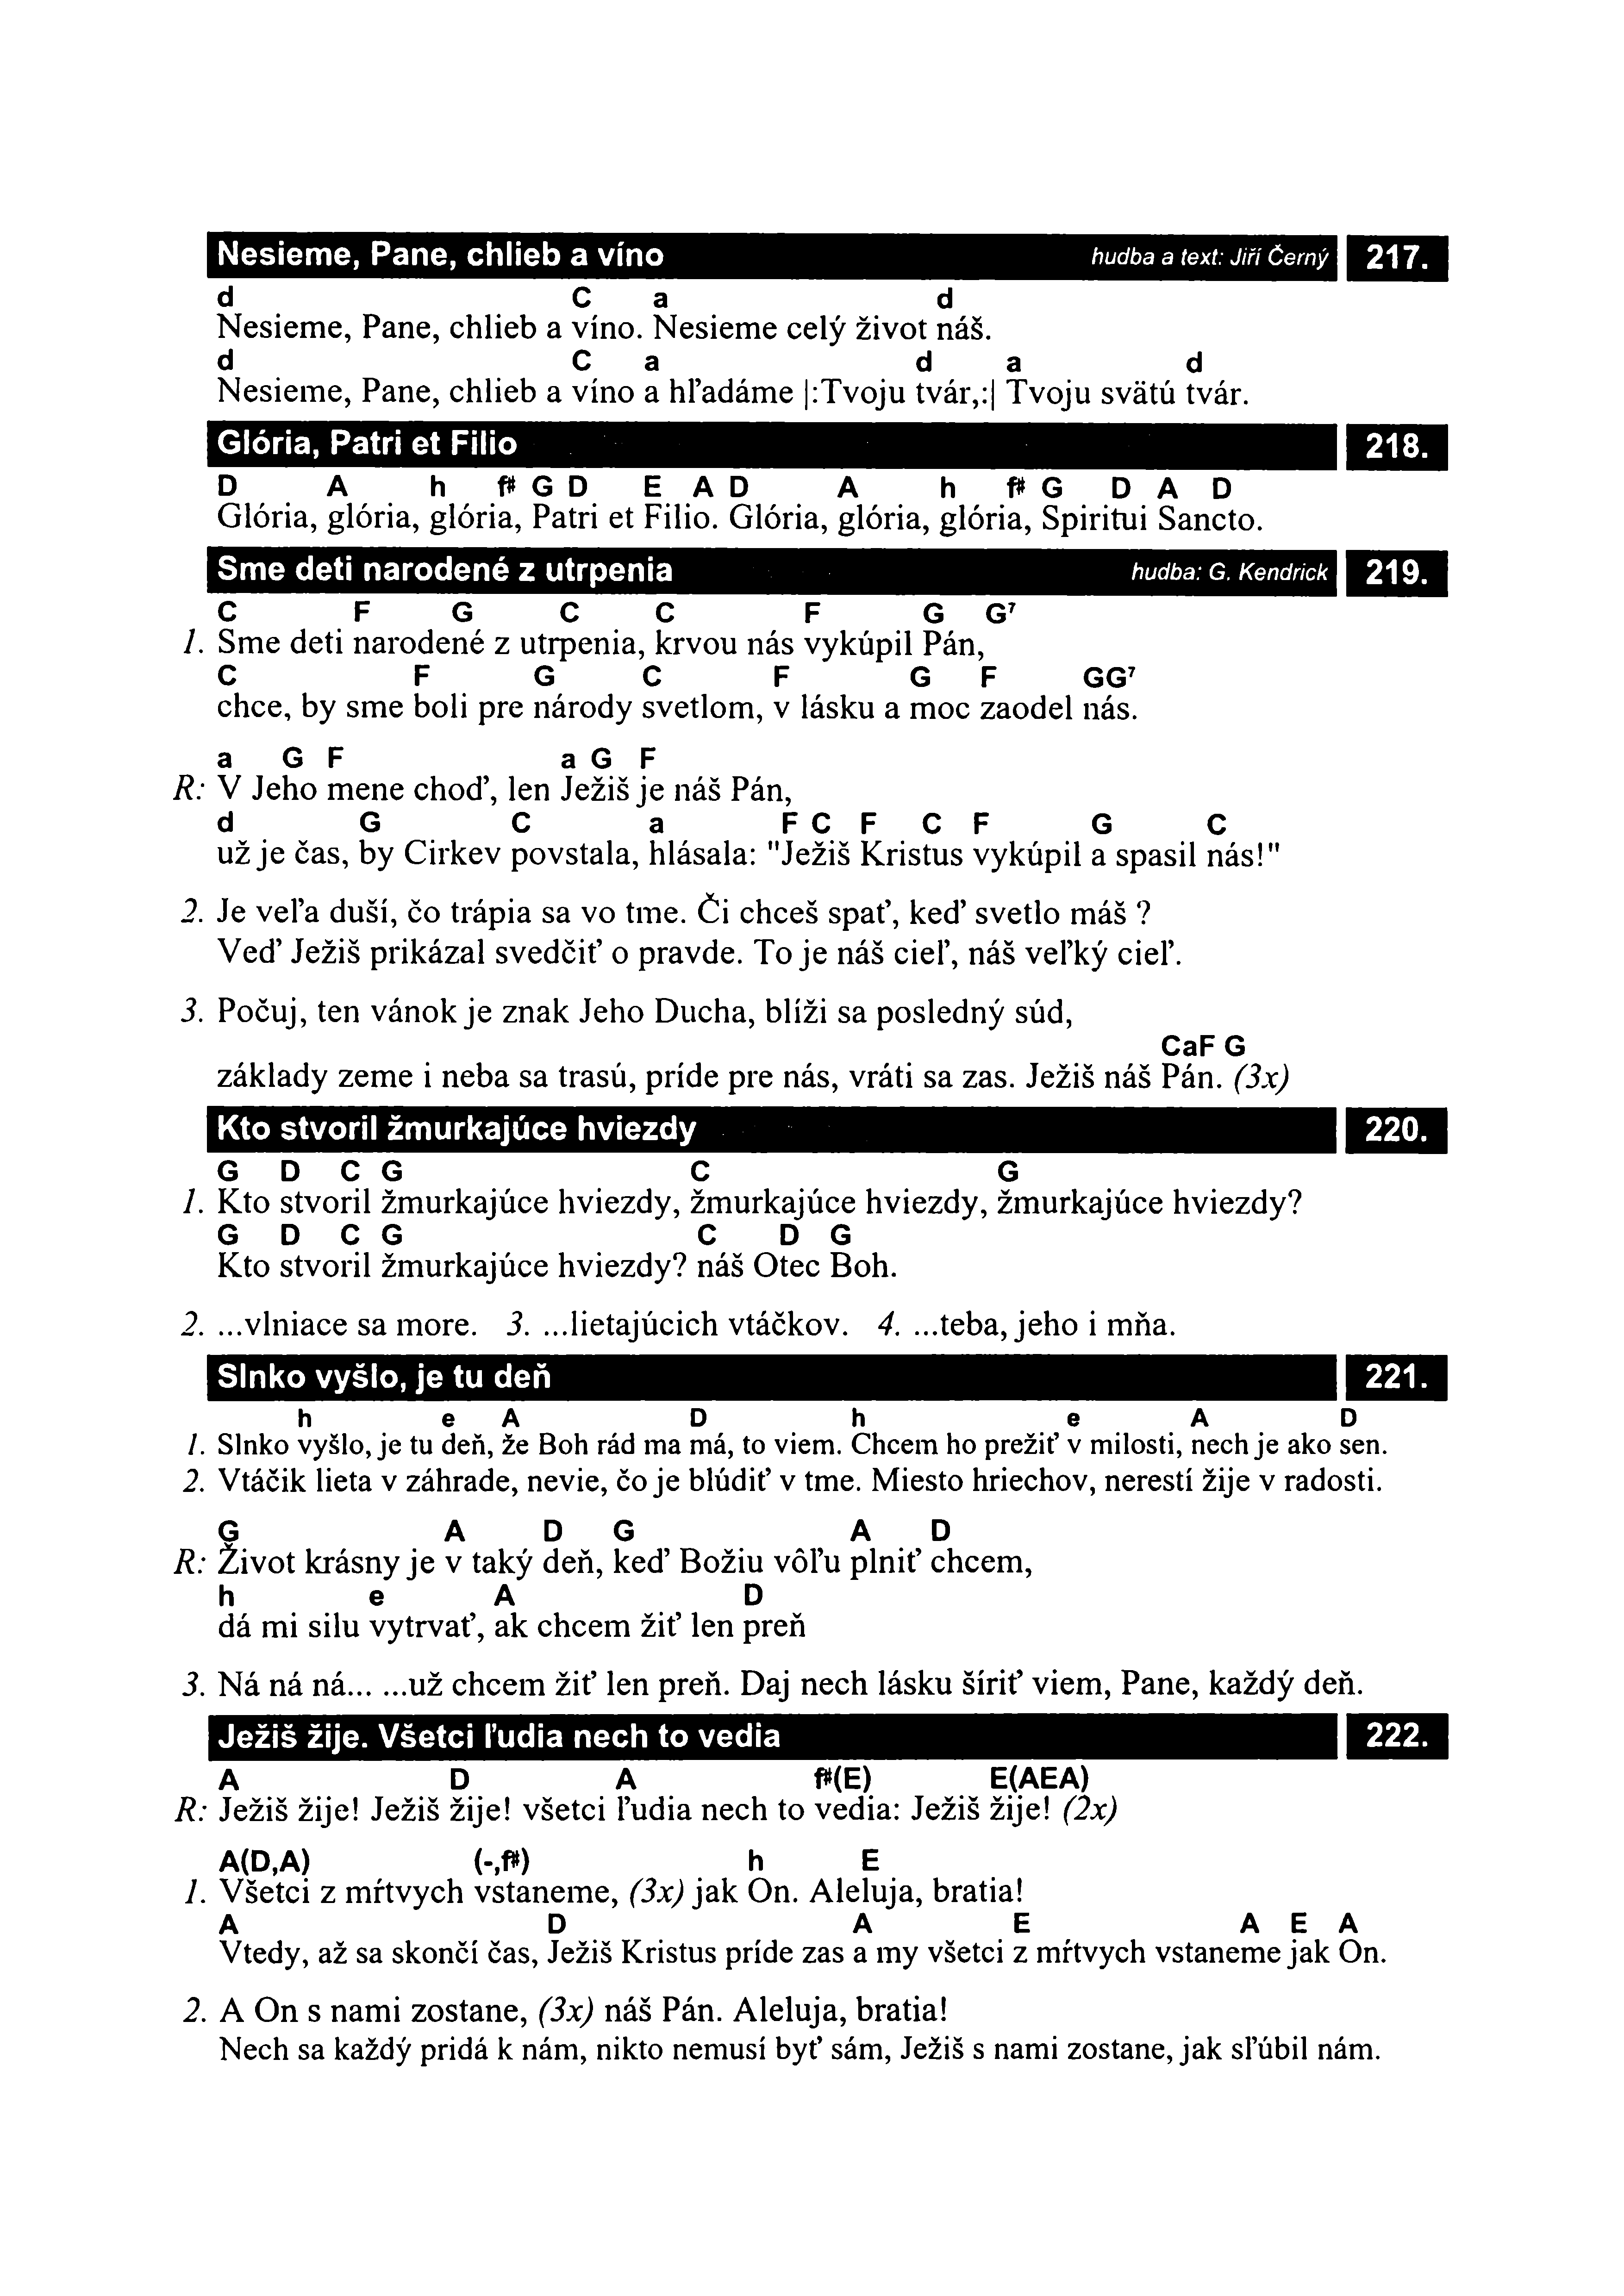 Nesieme, Pane, chlieb a víno hudba a text: Jiří Černý 217.
d C a d
Nesieme, Pane, chlieb a víno. Nesieme celý život náš.
d C a d a d
Nesieme, Pane, chlieb a víno a hľadáme |:Tvoju tvár,:| Tvoju svätú tvár.
Glória, Patri et Filio 218.
D A h f# G D E A D A h f# G D A D
Glória, glória, glória, Patri et Filio. Glória, glória, glória, Spiritui Sancto.
Sme deti narodené z utrpenia hudba: G. Kendrick 219.
C F G C C F G G⁷
1. Sme deti narodené z utrpenia, krvou nás vykúpil Pán,
C F G C F G F GG⁷
chce, by sme boli pre národy svetlom, v lásku a moc zaodel nás.
a G F a G F
R: V Jeho mene choď, len Ježiš je náš Pán,
d G C a F C F C F G C
už je čas, by Cirkev povstala, hlásala: "Ježiš Kristus vykúpil a spasil nás!"
2. Je veľa duší, čo trápia sa vo tme. Či chceš spať, keď svetlo máš ?
Veď Ježiš prikázal svedčiť o pravde. To je náš cieľ, náš veľký cieľ.
3. Počuj, ten vánok je znak Jeho Ducha, blíži sa posledný súd,
CaF G
základy zeme i neba sa trasú, príde pre nás, vráti sa zas. Ježiš náš Pán. (3x)
Kto stvoril žmurkajúce hviezdy 220.
G D C G C G
1. Kto stvoril žmurkajúce hviezdy, žmurkajúce hviezdy, žmurkajúce hviezdy?
G D C G C D G
Kto stvoril žmurkajúce hviezdy? náš Otec Boh.
2. ...vlniace sa more. 3. ...lietajúcich vtáčkov. 4. ...teba, jeho i mňa.
Slnko vyšlo, je tu deň 221.
h e A D h e A D
1. Slnko vyšlo, je tu deň, že Boh rád ma má, to viem. Chcem ho prežiť v milosti, nech je ako sen.
2. Vtáčik lieta v záhrade, nevie, čo je blúdiť v tme. Miesto hriechov, nerestí žije v radosti.
G A D G A D
R: Život krásny je v taký deň, keď Božiu vôľu plniť chcem,
h e A D
dá mi silu vytrvať, ak chcem žiť len preň
3. Ná ná ná... ...už chcem žiť len preň. Daj nech lásku šíriť viem, Pane, každý deň.
Ježiš žije. Všetci ľudia nech to vedia 222.
A D A f#(E) E(AEA)
R: Ježiš žije! Ježiš žije! všetci ľudia nech to vedia: Ježiš žije! (2x)
A(D,A) (-,f#) h E
1. Všetci z mŕtvych vstaneme, (3x) jak On. Aleluja, bratia!
A D A E A E A
Vtedy, až sa skončí čas, Ježiš Kristus príde zas a my všetci z mŕtvych vstaneme jak On.
2. A On s nami zostane, (3x) náš Pán. Aleluja, bratia!
Nech sa každý pridá k nám, nikto nemusí byť sám, Ježiš s nami zostane, jak sľúbil nám.